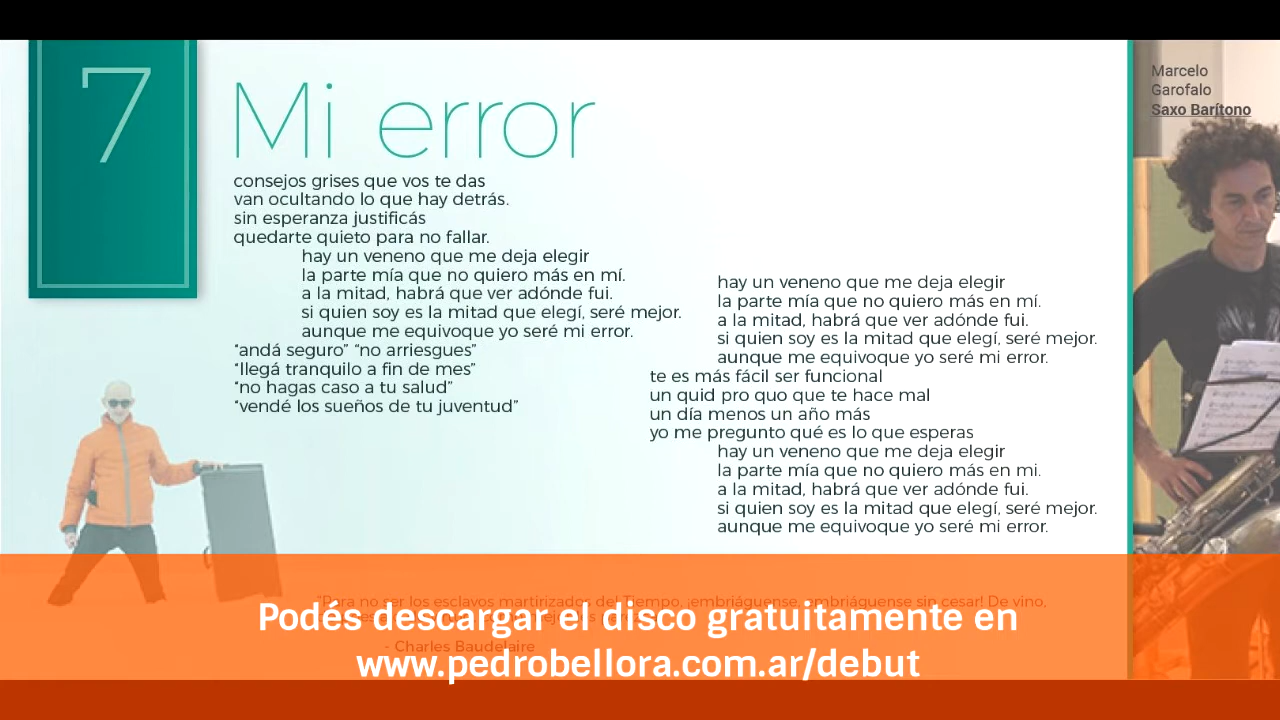 7
Mi error
consejos grises que vos te das
van ocultando lo que hay detrás.
sin esperanza justificás
quedarte quieto para no fallar.
hay un veneno que me deja elegir
la parte mía que no quiero más en mí.
a la mitad, habrá que ver adónde fui.
si quien soy es la mitad que elegí, seré mejor.
aunque me equivoque yo seré mi error.
"andá seguro" "no arriesgues"
"llegá tranquilo a fin de mes"
"no hagas caso a tu salud"
"vendé los sueños de tu juventud"
hay un veneno que me deja elegir
la parte mía que no quiero más en mí.
a la mitad, habrá que ver adónde fui.
si quien soy es la mitad que elegí, seré mejor.
aunque me equivoque yo seré mi error.
te es más fácil ser funcional
un quid pro quo que te hace mal
un día menos un año más
yo me pregunto qué es lo que esperas
hay un veneno que me deja elegir
la parte mía que no quiero más en mi.
a la mitad, habrá que ver adónde fui.
si quien soy es la mitad que elegí, seré mejor.
aunque me equivoque yo seré mi error.
Marcelo
Garofalo
Saxo Barítono
"Para no ser los esclavos martirizados del Tiempo, ¡embriáguense, embriáguense sin cesar! De vino,
- Charles Baudelaire
Podés descargar el disco gratuitamente en
www.pedrobellora.com.ar/debut